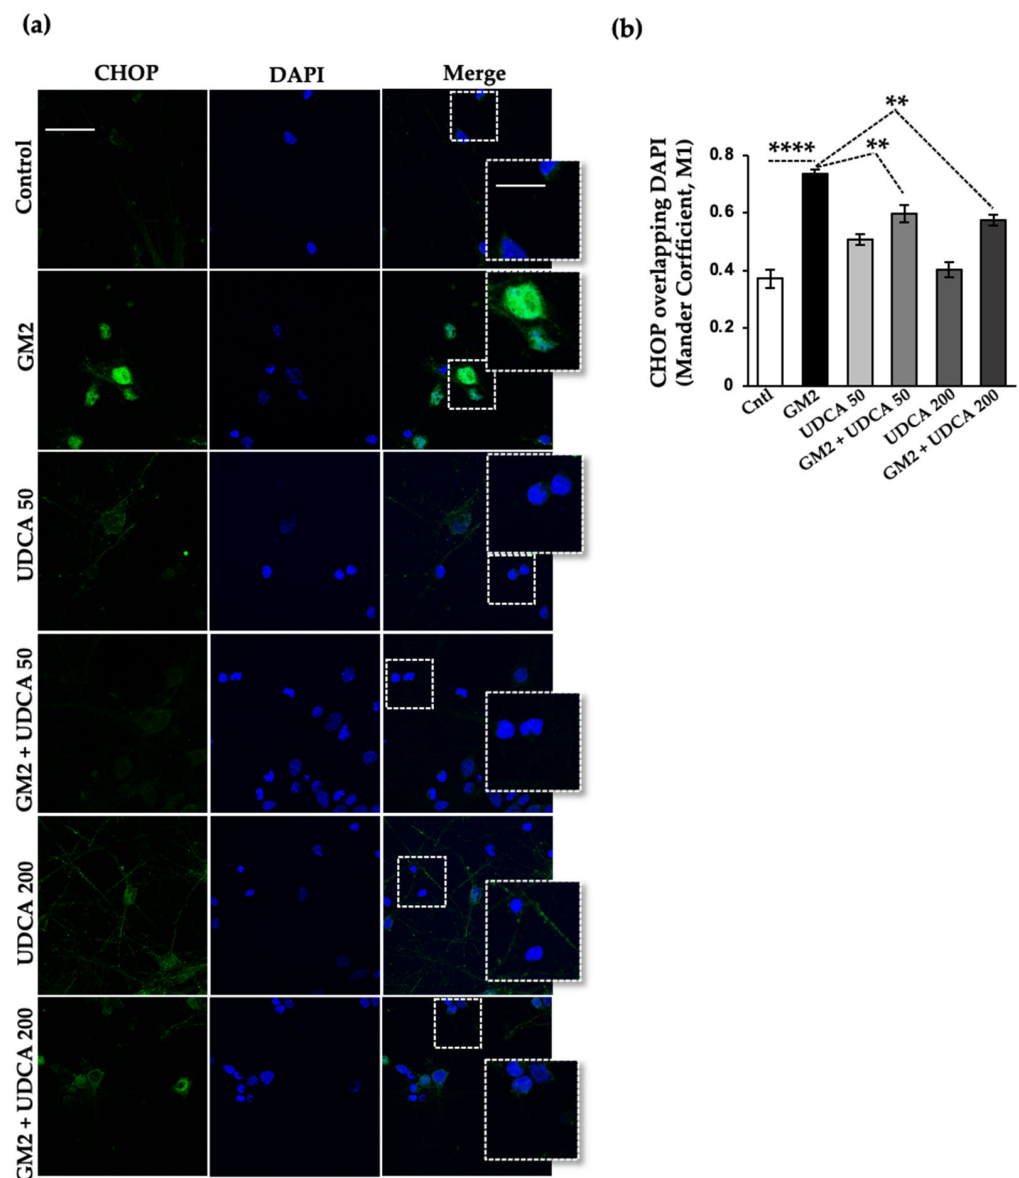 (a)
CHOP DAPI Merge
Control
GM2
UDCA 50
GM2 + UDCA 50
UDCA 200
GM2 + UDCA 200
(b)
**
**** **
CHOP overlapping DAPI
(Mander Corfficient, M1)
0.8
0.6
0.4
0.2
0
Cntl
GM2
UDCA 50
GM2 + UDCA 50
UDCA 200
GM2 + UDCA 200